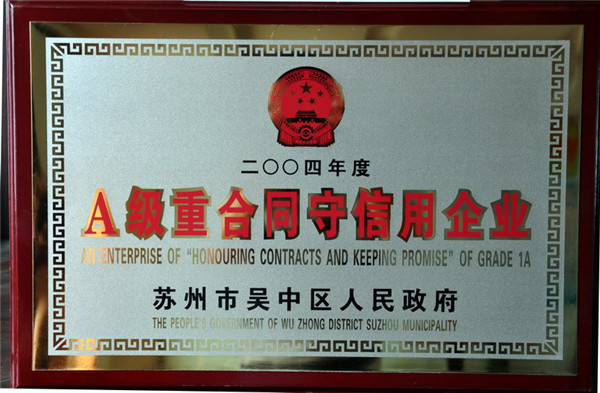 二〇〇四年度
A级重合同守信用企业
AN ENTERPRISE OF "HONOURING CONTRACTS AND KEEPING PROMISE" OF GRADE 1A
苏州市吴中区人民政府
THE PEOPLE'S GOVERNMENT OF WU ZHONG DISTRICT SUZHOU MUNICIPALITY